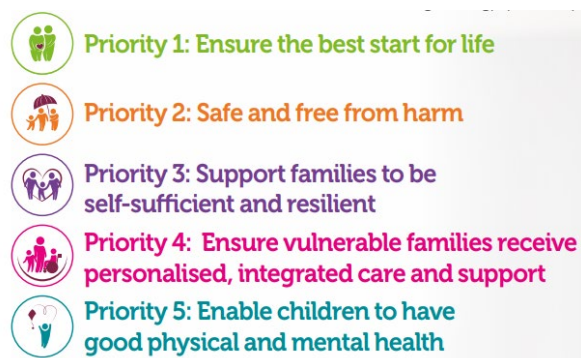 Priority 1: Ensure the best start for life
Priority 2: Safe and free from harm
Priority 3: Support families to be
self-sufficient and resilient
Priority 4: Ensure vulnerable families receive
personalised, integrated care and support
Priority 5: Enable children to have
good physical and mental health